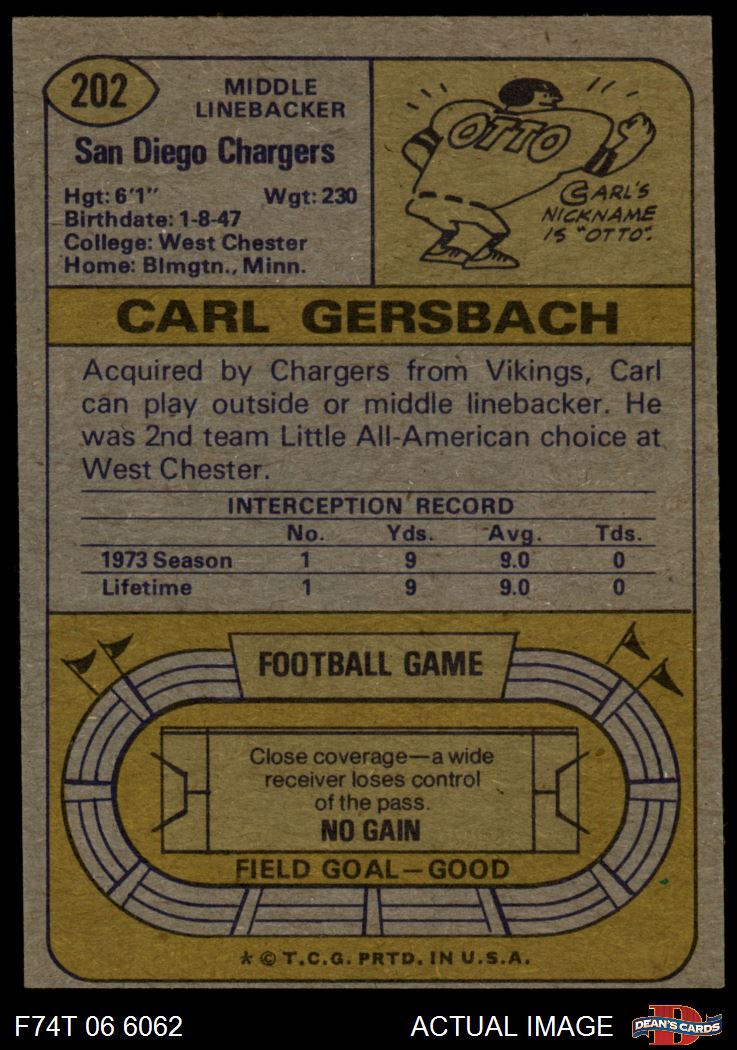 202
MIDDLE
LINEBACKER
San Diego Chargers
Hgt: 6'1" Wgt: 230
Birthdate: 1-8-47
College: West Chester
Home: Blmgtn., Minn.
OTTO
CARL'S
NICKNAME
IS "OTTO".
CARL GERSBACH
Acquired by Chargers from Vikings, Carl
can play outside or middle linebacker. He
was 2nd team Little All-American choice at
West Chester.
INTERCEPTION RECORD
No. Yds. Avg. Tds.
1973 Season 1 9 9.0 0
Lifetime 1 9 9.0 0
FOOTBALL GAME
Close coverage—a wide
receiver loses control
of the pass.
NO GAIN
FIELD GOAL—GOOD
* © T.C.G. PRTD. IN U.S.A.
F74T 06 6062 ACTUAL IMAGE
D
DEAN'S CARDS